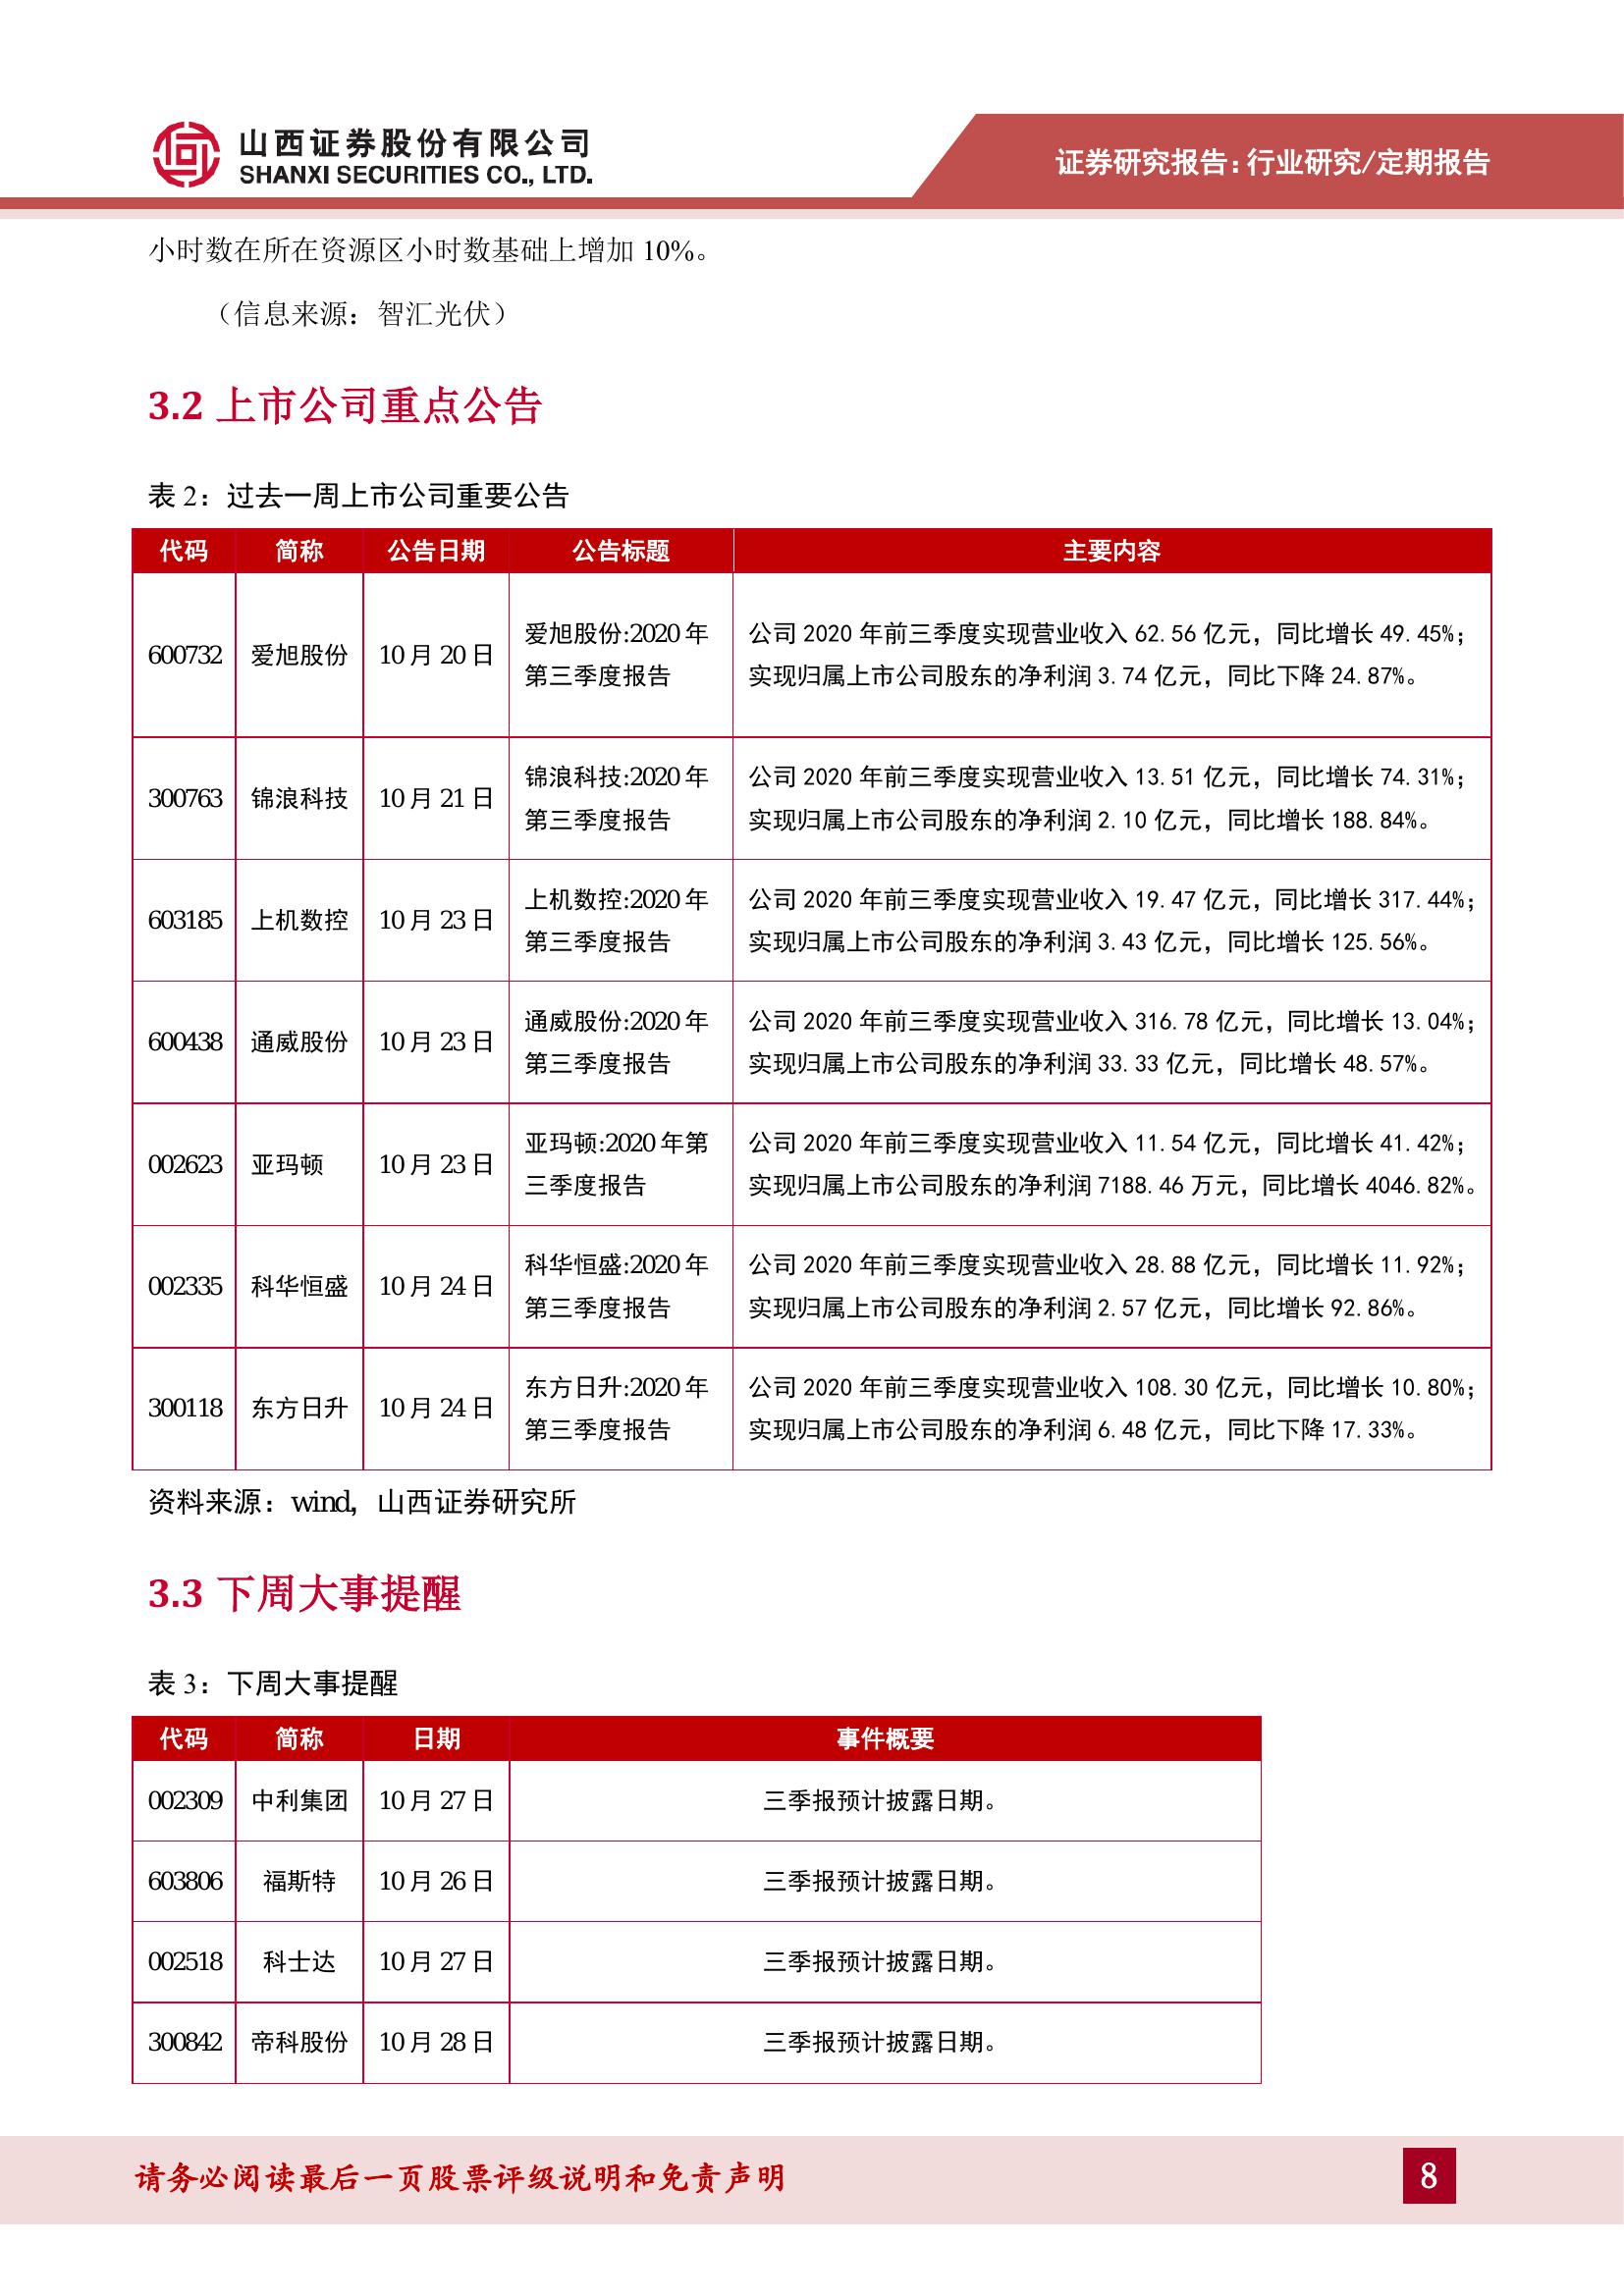 山西证券股份有限公司
SHANXI SECURITIES CO., LTD.
证券研究报告:行业研究/定期报告
小时数在所在资源区小时数基础上增加 10%。
（信息来源：智汇光伏）
3.2 上市公司重点公告
表 2：过去一周上市公司重要公告
代码 简称 公告日期 公告标题 主要内容
600732 爱旭股份 10 月 20 日 爱旭股份:2020 年 公司 2020 年前三季度实现营业收入 62.56 亿元，同比增长 49.45%；
第三季度报告 实现归属上市公司股东的净利润 3.74 亿元，同比下降 24.87%。
300763 锦浪科技 10 月 21 日 锦浪科技:2020 年 公司 2020 年前三季度实现营业收入 13.51 亿元，同比增长 74.31%；
第三季度报告 实现归属上市公司股东的净利润 2.10 亿元，同比增长 188.84%。
603185 上机数控 10 月 23 日 上机数控:2020 年 公司 2020 年前三季度实现营业收入 19.47 亿元，同比增长 317.44%；
第三季度报告 实现归属上市公司股东的净利润 3.43 亿元，同比增长 125.56%。
600438 通威股份 10 月 23 日 通威股份:2020 年 公司 2020 年前三季度实现营业收入 316.78 亿元，同比增长 13.04%；
第三季度报告 实现归属上市公司股东的净利润 33.33 亿元，同比增长 48.57%。
002623 亚玛顿 10 月 23 日 亚玛顿:2020 年第 公司 2020 年前三季度实现营业收入 11.54 亿元，同比增长 41.42%；
三季度报告 实现归属上市公司股东的净利润 7188.46 万元，同比增长 4046.82%。
002335 科华恒盛 10 月 24 日 科华恒盛:2020 年 公司 2020 年前三季度实现营业收入 28.88 亿元，同比增长 11.92%；
第三季度报告 实现归属上市公司股东的净利润 2.57 亿元，同比增长 92.86%。
300118 东方日升 10 月 24 日 东方日升:2020 年 公司 2020 年前三季度实现营业收入 108.30 亿元，同比增长 10.80%；
第三季度报告 实现归属上市公司股东的净利润 6.48 亿元，同比下降 17.33%。
资料来源：wind，山西证券研究所
3.3 下周大事提醒
表 3：下周大事提醒
代码 简称 日期 事件概要
002309 中利集团 10 月 27 日 三季报预计披露日期。
603806 福斯特 10 月 26 日 三季报预计披露日期。
002518 科士达 10 月 27 日 三季报预计披露日期。
300842 帝科股份 10 月 28 日 三季报预计披露日期。
请务必阅读最后一页股票评级说明和免责声明
8